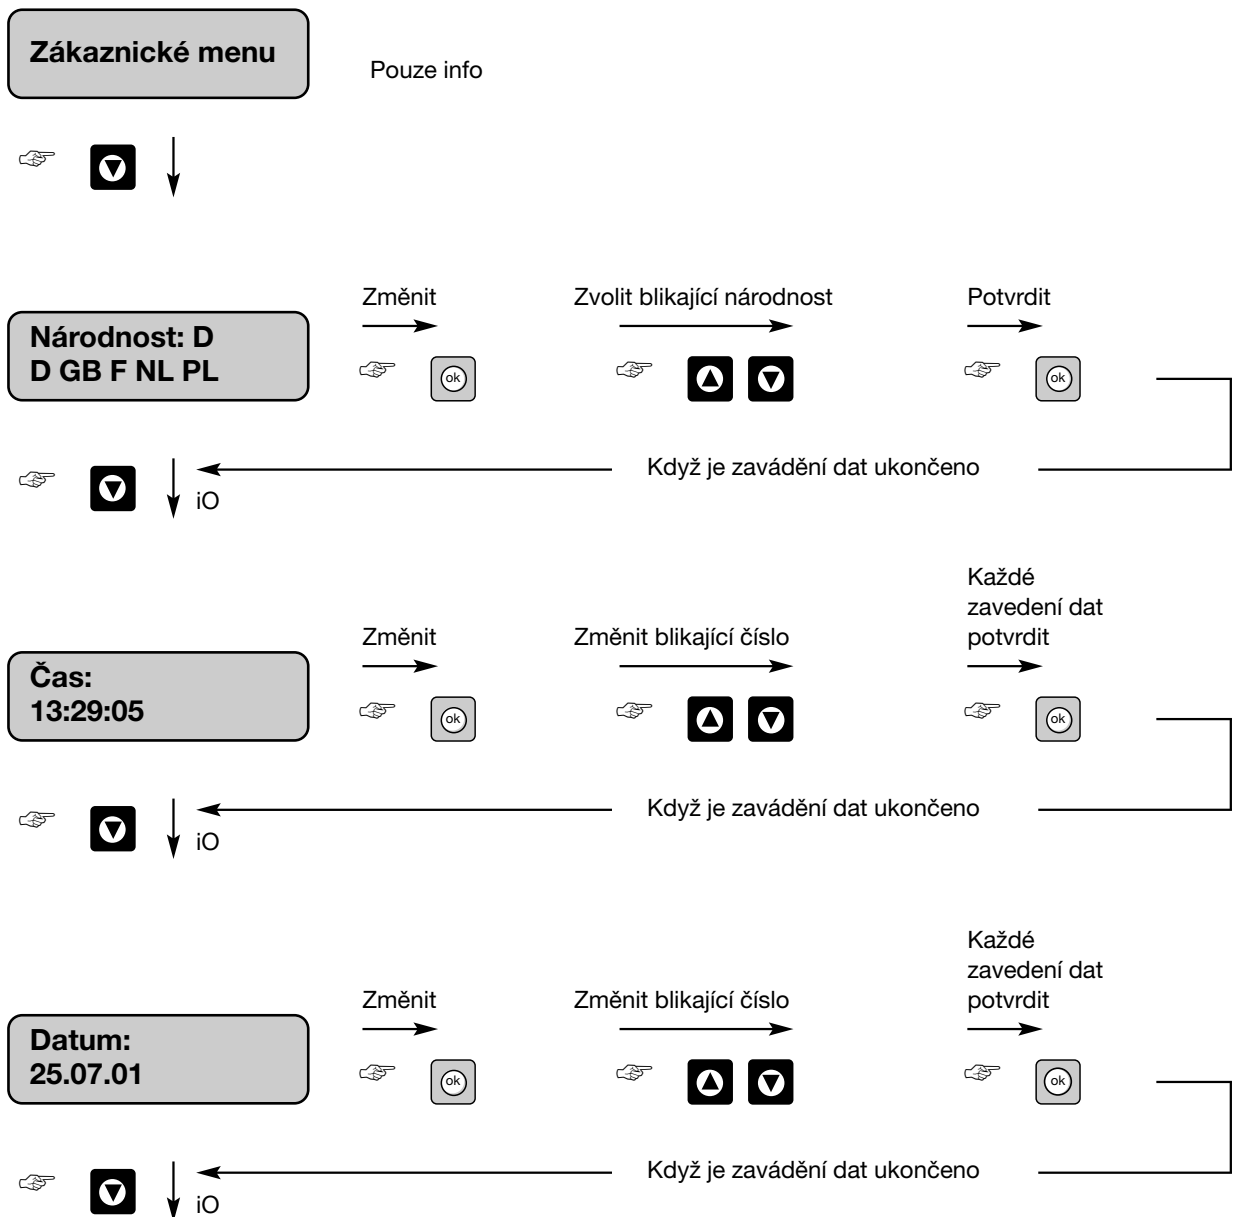 Zákaznické menu
Pouze info
Změnit
Zvolit blikající národnost
Potvrdit
Národnost: D
D GB F NL PL
ok
ok
Když je zavádění dat ukončeno
iO
Každé
zavedení dat
potvrdit
Změnit
Změnit blikající číslo
Čas:
13:29:05
ok
ok
Když je zavádění dat ukončeno
iO
Každé
zavedení dat
potvrdit
Změnit
Změnit blikající číslo
Datum:
25.07.01
ok
ok
Když je zavádění dat ukončeno
iO